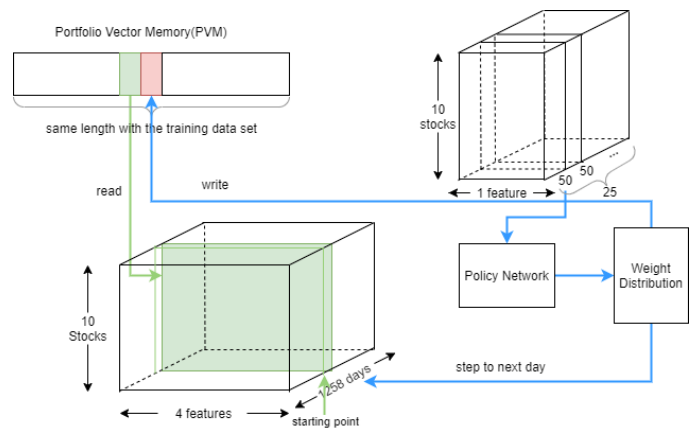 Portfolio Vector Memory(PVM)
same length with the training data set
read
write
10
stocks
1 feature
50
50
...
25
Policy Network
Weight
Distribution
10
Stocks
step to next day
1258 days
4 features
starting point